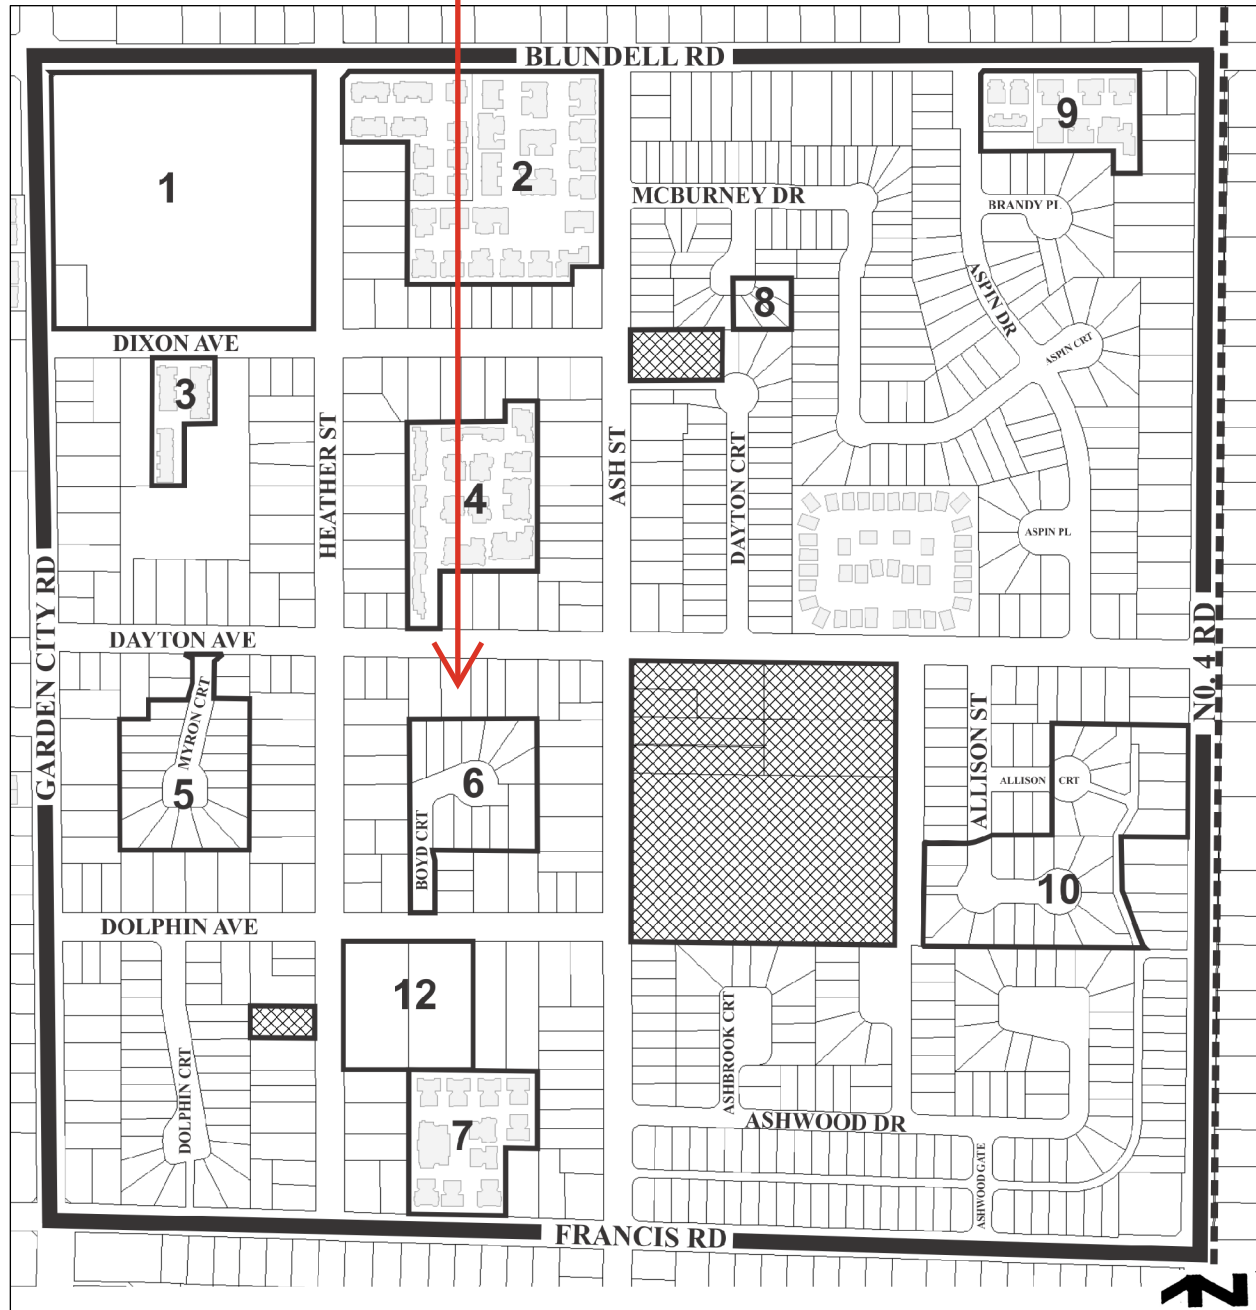 BLUNDELL RD
1
2
9
MCBURNEY DR
BRANDY PL
ASPIN DR
8
DIXON AVE
ASPIN CRT
3
HEATHER ST
4
ASH ST
DAYTON CRT
ASPIN PL
GARDEN CITY RD
DAYTON AVE
N0. 4 RD
MYRON CRT
5
6
BOYD CRT
ALLISON ST
ALLISON CRT
10
DOLPHIN AVE
12
DOLPHIN CRT
ASHBROOK CRT
7
ASHWOOD DR
ASHWOOD GATE
FRANCIS RD
N